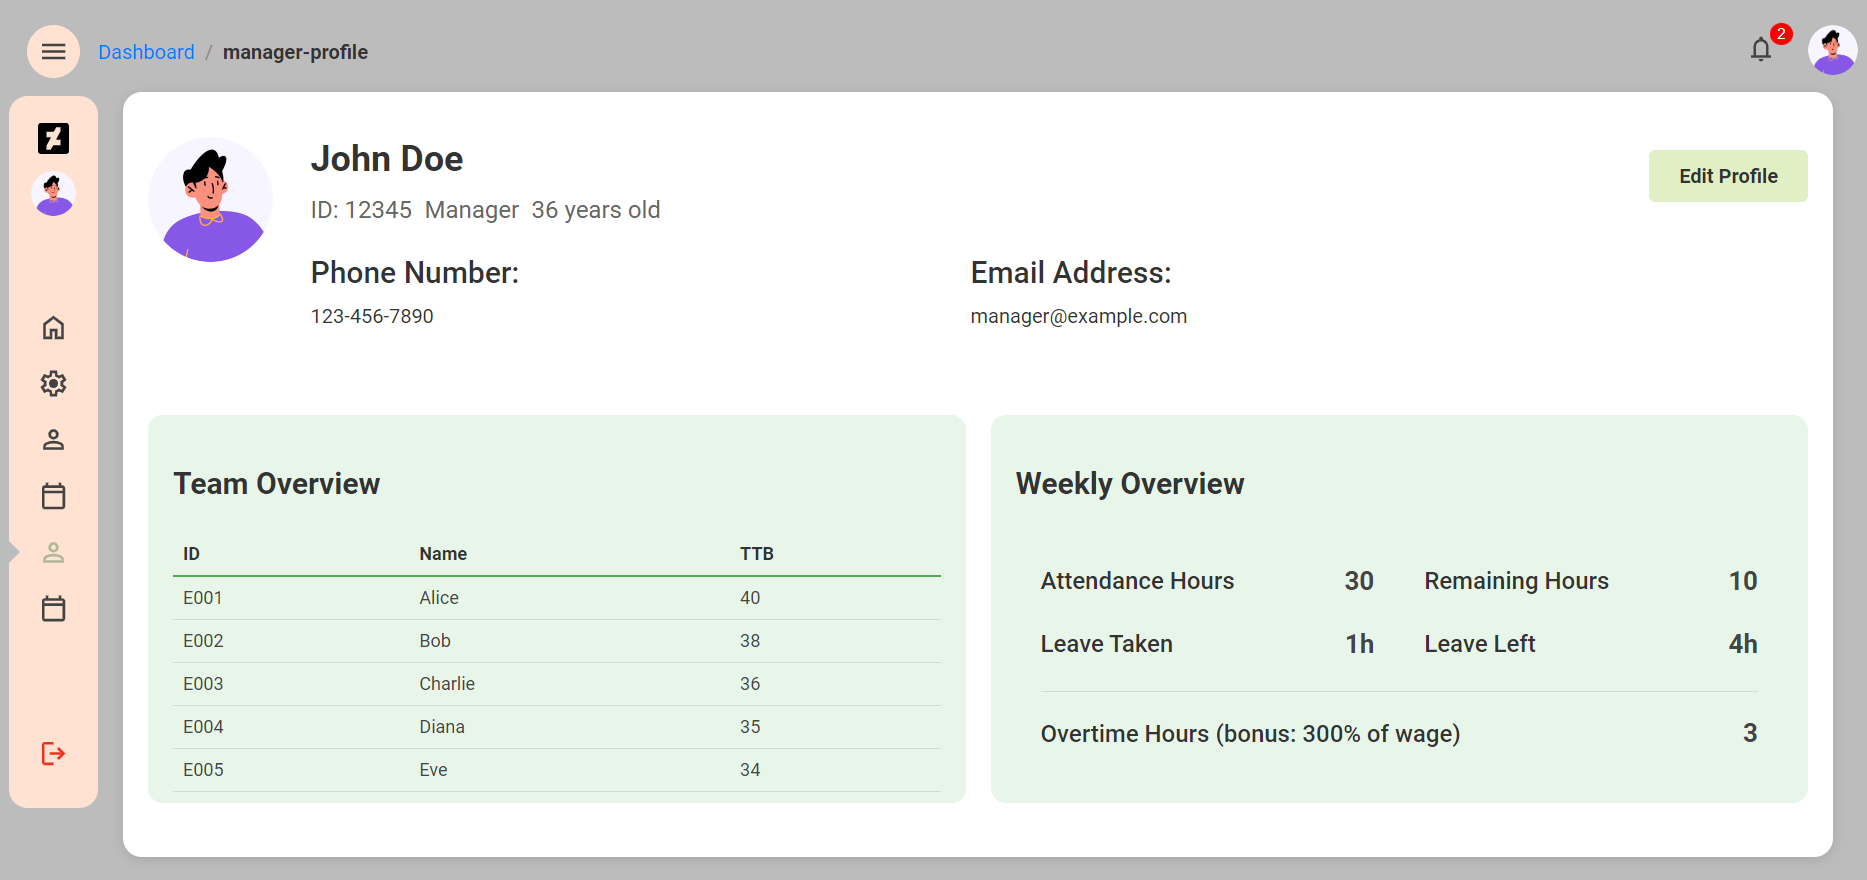 Dashboard / manager-profile
2
John Doe
Edit Profile
ID: 12345 Manager 36 years old
Phone Number:
123-456-7890
Email Address:
manager@example.com
Team Overview
ID Name TTB
E001 Alice 40
E002 Bob 38
E003 Charlie 36
E004 Diana 35
E005 Eve 34
Weekly Overview
Attendance Hours 30 Remaining Hours 10
Leave Taken 1h Leave Left 4h
Overtime Hours (bonus: 300% of wage) 3